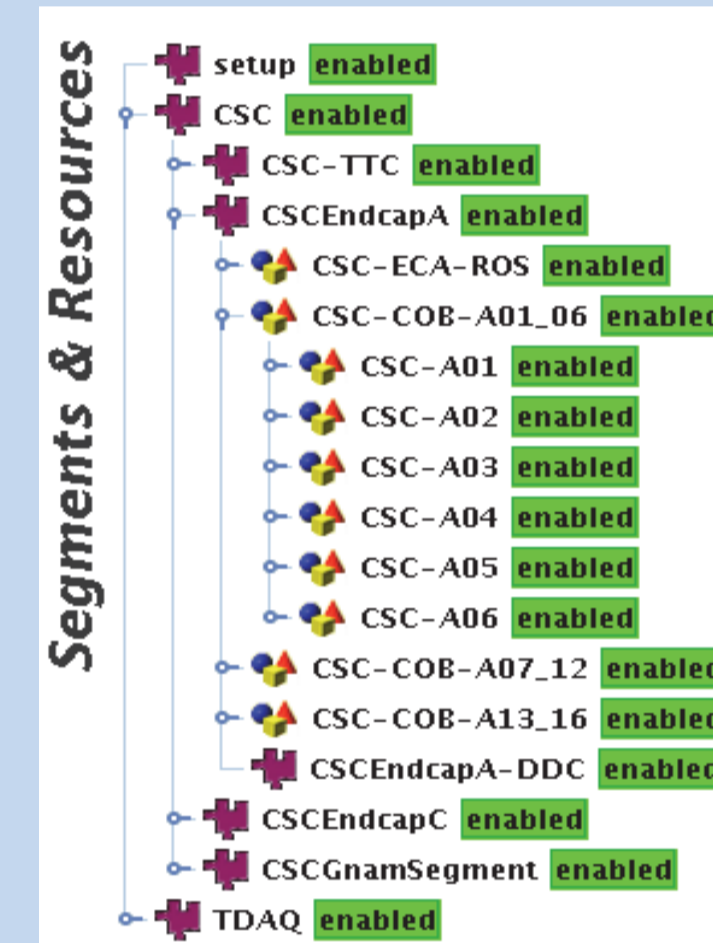 Segments & Resources
setup enabled
CSC enabled
CSC-TTC enabled
CSCEndcapA enabled
CSC-ECA-ROS enabled
CSC-COB-A01_06 enabled
CSC-A01 enabled
CSC-A02 enabled
CSC-A03 enabled
CSC-A04 enabled
CSC-A05 enabled
CSC-A06 enabled
CSC-COB-A07_12 enabled
CSC-COB-A13_16 enabled
CSCEndcapA-DDC enabled
CSCEndcapC enabled
CSCGnamSegment enabled
TDAQ enabled